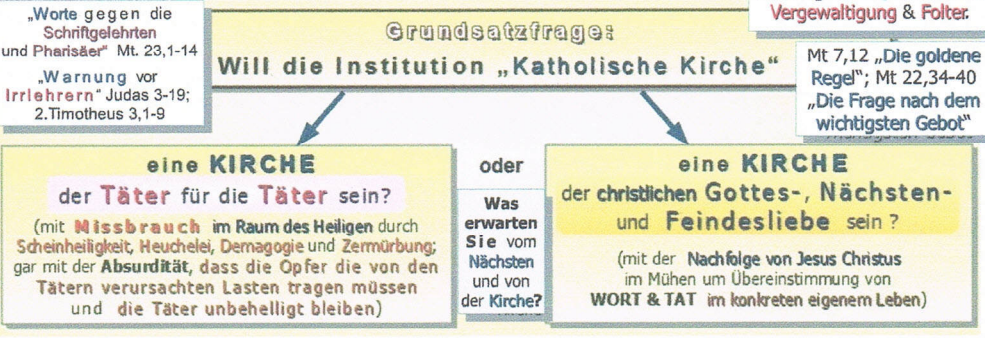 „Worte gegen die
Schriftgelehrten
und Pharisäer" Mt. 23,1-14
„Warnung vor
Irrlehrern" Judas 3-19;
2.Timotheus 3,1-9
Grundsatzfrage:
Will die Institution „Katholische Kirche"
Vergewaltigung & Folter.
Mt 7,12 „Die goldene
Regel"; Mt 22,34-40
„Die Frage nach dem
wichtigsten Gebot"
eine KIRCHE
der Täter für die Täter sein?
(mit Missbrauch im Raum des Heiligen durch
Scheinheiligkeit, Heuchelei, Demagogie und Zermürbung;
gar mit der Absurdität, dass die Opfer die von den
Tätern verursachten Lasten tragen müssen
und die Täter unbehelligt bleiben)
oder
Was
erwarten
Sie vom
Nächsten
und von
der Kirche?
eine KIRCHE
der christlichen Gottes-, Nächsten-
und Feindesliebe sein ?
(mit der Nachfolge von Jesus Christus
im Mühen um Übereinstimmung von
WORT & TAT im konkreten eigenem Leben)